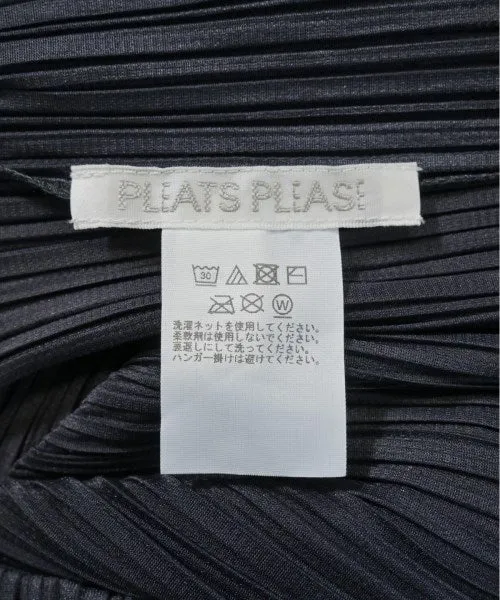 PLEATS PLEASE
30
W
洗濯ネットを使用してください。
柔軟剤は使用しないでください。
裏返しにして洗ってください。
ハンガー掛けは避けてください。